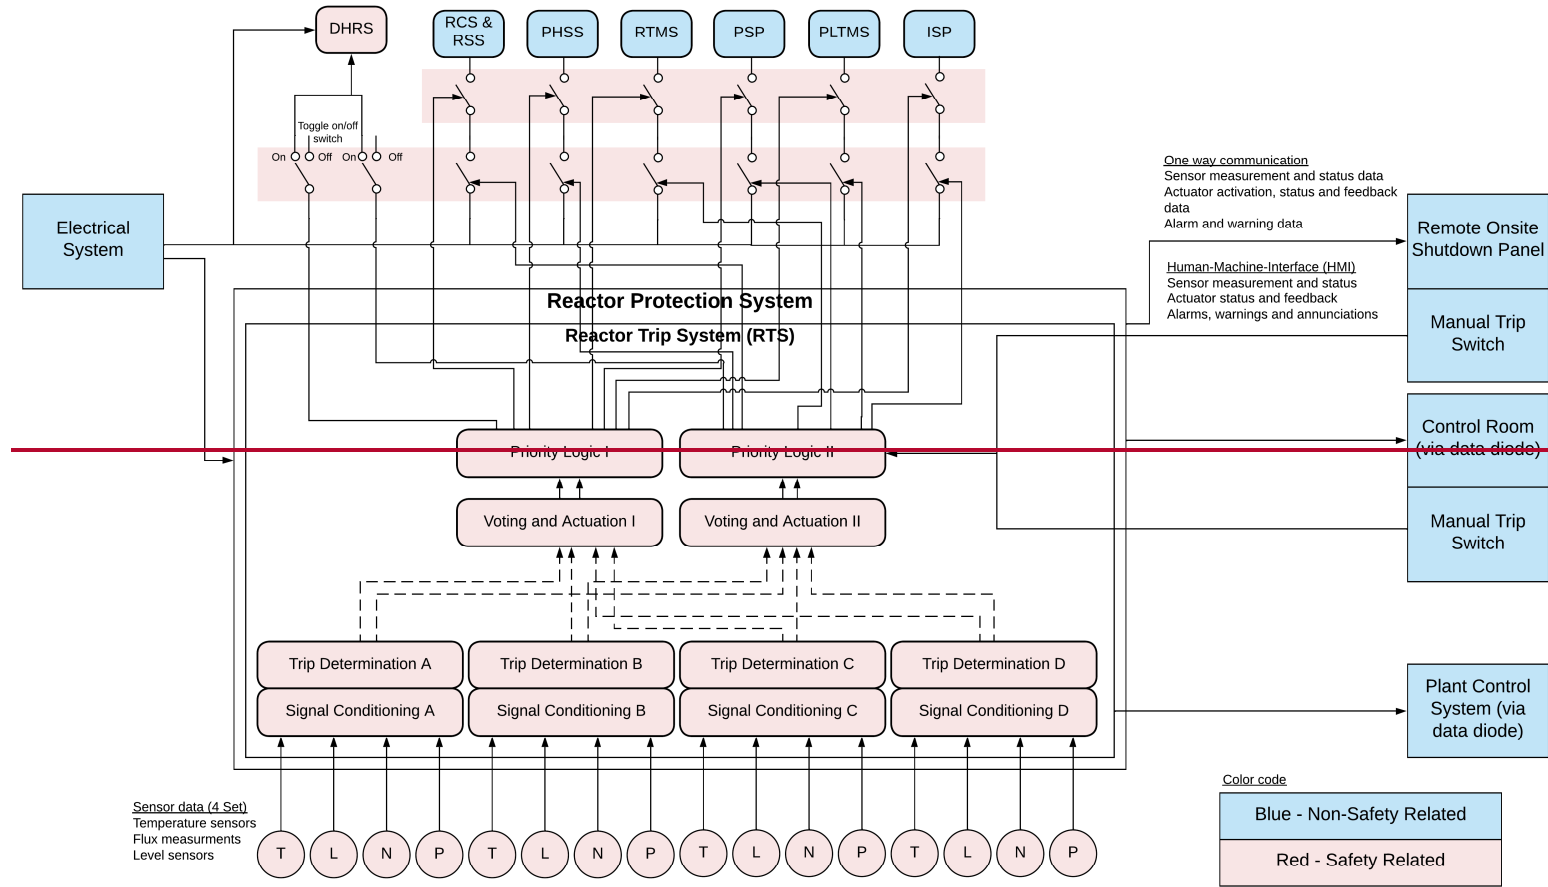 DHRS
RCS &
RSS
PHSS
RTMS
PSP
PLTMS
ISP
Toggle on/off
switch
On
Off
On
Off
Electrical
System
One way communication
Sensor measurement and status data
Actuator activation, status and feedback
data
Alarm and warning data
Remote Onsite
Shutdown Panel
Human-Machine-Interface (HMI)
Sensor measurement and status
Actuator status and feedback
Alarms, warnings and annunciations
Manual Trip
Switch
Reactor Protection System
Reactor Trip System (RTS)
Priority Logic I
Priority Logic II
Control Room
(via data diode)
Voting and Actuation I
Voting and Actuation II
Manual Trip
Switch
Trip Determination A
Trip Determination B
Trip Determination C
Trip Determination D
Signal Conditioning A
Signal Conditioning B
Signal Conditioning C
Signal Conditioning D
Plant Control
System (via
data diode)
Sensor data (4 Set)
Temperature sensors
Flux measurments
Level sensors
T
L
N
P
T
L
N
P
T
L
N
P
T
L
N
P
Color code
Blue - Non-Safety Related
Red - Safety Related